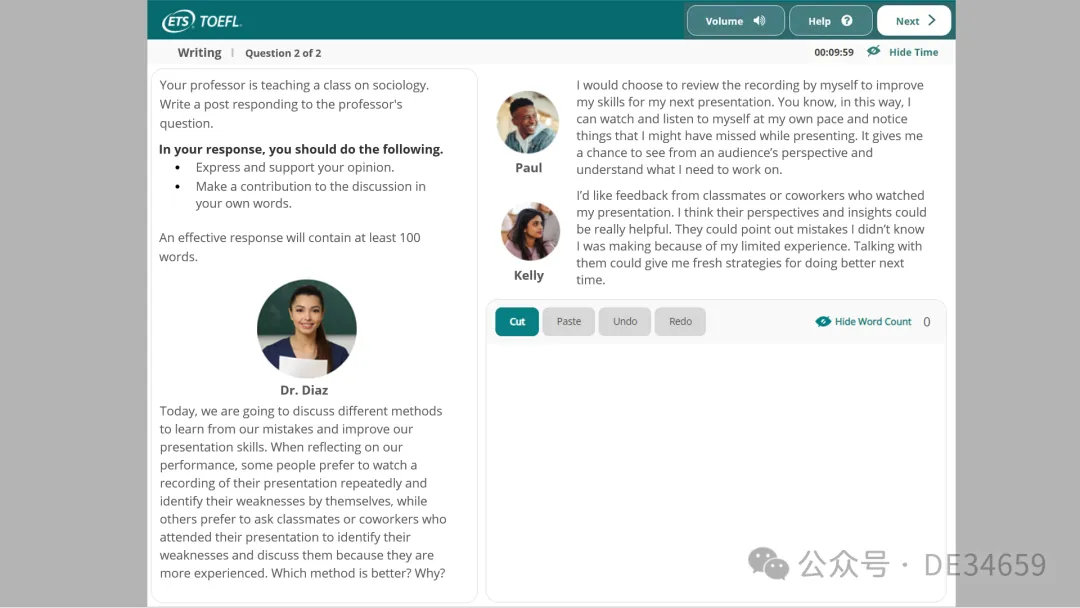 ETS TOEFL
Volume
Help
Next
Writing | Question 2 of 2
00:09:59 Hide Time
Your professor is teaching a class on sociology.
Write a post responding to the professor's
question.
In your response, you should do the following.
• Express and support your opinion.
• Make a contribution to the discussion in
your own words.
An effective response will contain at least 100
words.
Dr. Diaz
Today, we are going to discuss different methods
to learn from our mistakes and improve our
presentation skills. When reflecting on our
performance, some people prefer to watch a
recording of their presentation repeatedly and
identify their weaknesses by themselves, while
others prefer to ask classmates or coworkers who
attended their presentation to identify their
weaknesses and discuss them because they are
more experienced. Which method is better? Why?
Paul
I would choose to review the recording by myself to improve
my skills for my next presentation. You know, in this way, I
can watch and listen to myself at my own pace and notice
things that I might have missed while presenting. It gives me
a chance to see from an audience’s perspective and
understand what I need to work on.
Kelly
I’d like feedback from classmates or coworkers who watched
my presentation. I think their perspectives and insights could
be really helpful. They could point out mistakes I didn’t know
I was making because of my limited experience. Talking with
them could give me fresh strategies for doing better next
time.
Cut
Paste
Undo
Redo
Hide Word Count 0
公众号 · DE34659